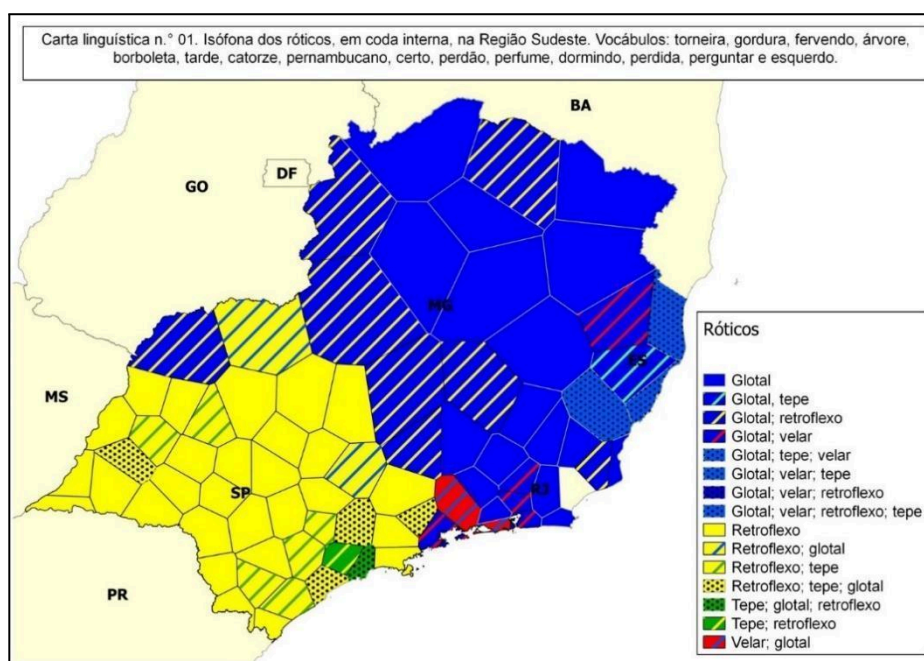 Carta linguística n.° 01. Isófona dos róticos, em coda interna, na Região Sudeste. Vocábulos: torneira, gordura, fervendo, árvore,
borboleta, tarde, catorze, pernambucano, certo, perdão, perfume, dormindo, perdida, perguntar e esquerdo.
BA
DF
GO
MG
ES
MS
SP
RJ
PR
Róticos
Glotal
Glotal, tepe
Glotal; retroflexo
Glotal; velar
Glotal; tepe; velar
Glotal; velar; tepe
Glotal; velar; retroflexo
Glotal; velar; retroflexo; tepe
Retroflexo
Retroflexo; glotal
Retroflexo; tepe
Retroflexo; tepe; glotal
Tepe; glotal; retroflexo
Tepe; retroflexo
Velar; glotal